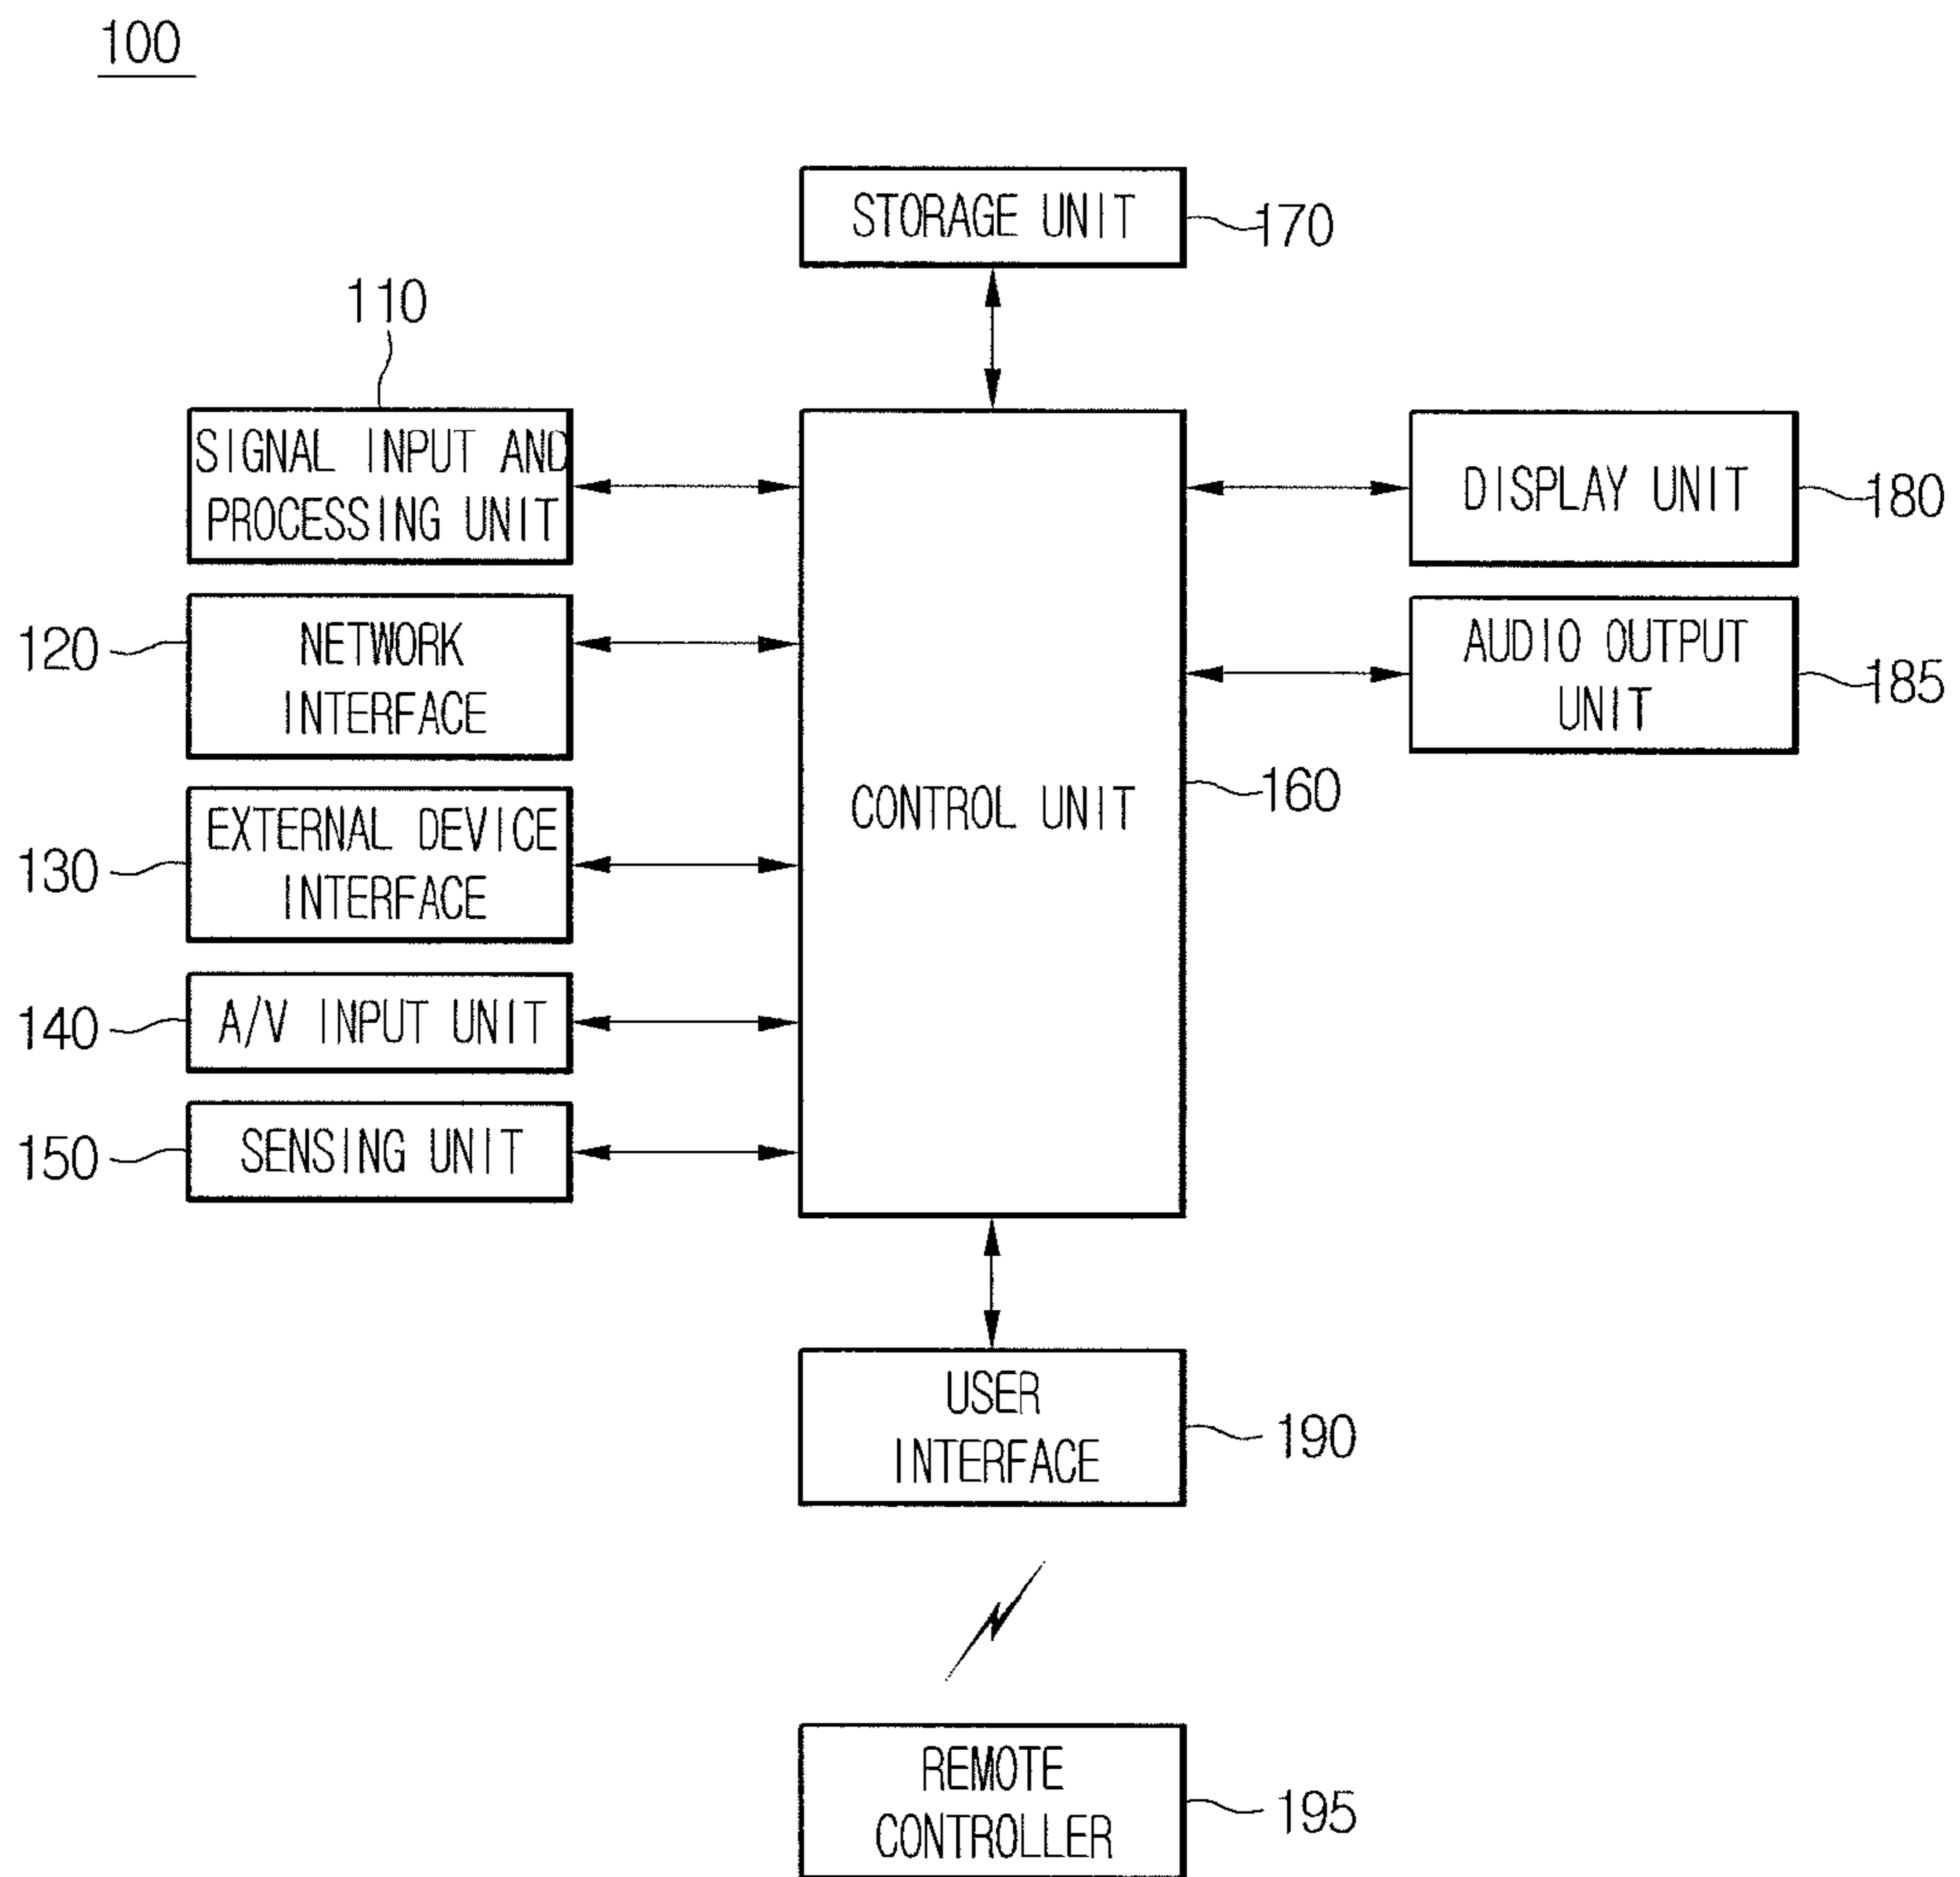 100
STORAGE UNIT
170
110
SIGNAL INPUT AND
PROCESSING UNIT
DISPLAY UNIT
180
120
NETWORK
INTERFACE
AUDIO OUTPUT
UNIT
185
CONTROL UNIT
160
130
EXTERNAL DEVICE
INTERFACE
140
A/V INPUT UNIT
150
SENSING UNIT
USER
INTERFACE
190
REMOTE
CONTROLLER
195